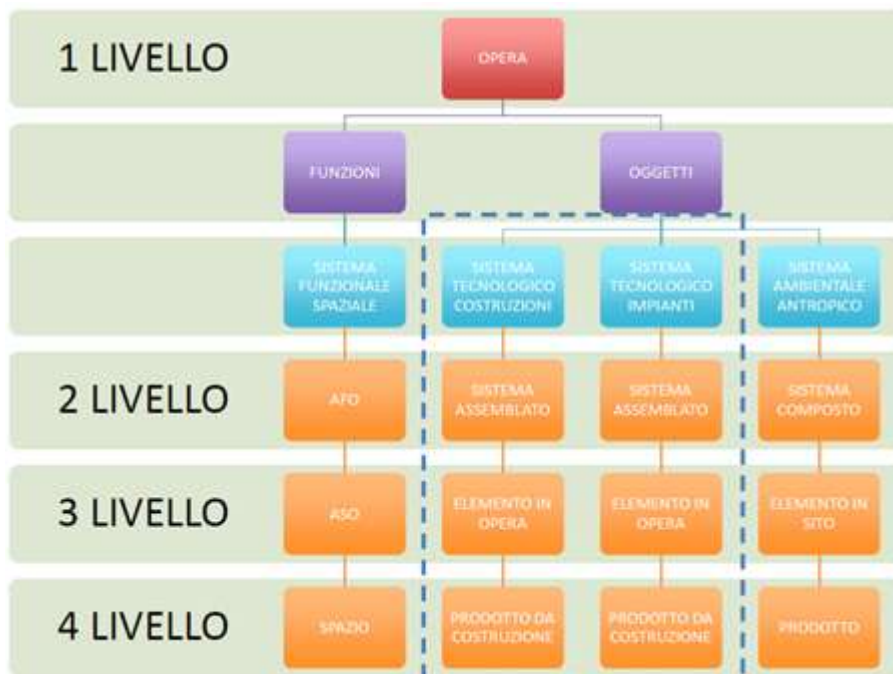 1 LIVELLO
OPERA
FUNZIONI
OGGETTI
SISTEMA
FUNZIONALE
SPAZIALE
SISTEMA
TECNOLOGICO
COSTRUZIONI
SISTEMA
TECNOLOGICO
IMPIANTI
SISTEMA
AMBIENTALE
ANTROPICO
2 LIVELLO
AFO
SISTEMA
ASSEMBLATO
SISTEMA
ASSEMBLATO
SISTEMA
COMPOSTO
3 LIVELLO
ASO
ELEMENTO IN
OPERA
ELEMENTO IN
OPERA
ELEMENTO IN
SITO
4 LIVELLO
SPAZIO
PRODOTTO DA
COSTRUZIONE
PRODOTTO DA
COSTRUZIONE
PRODOTTO